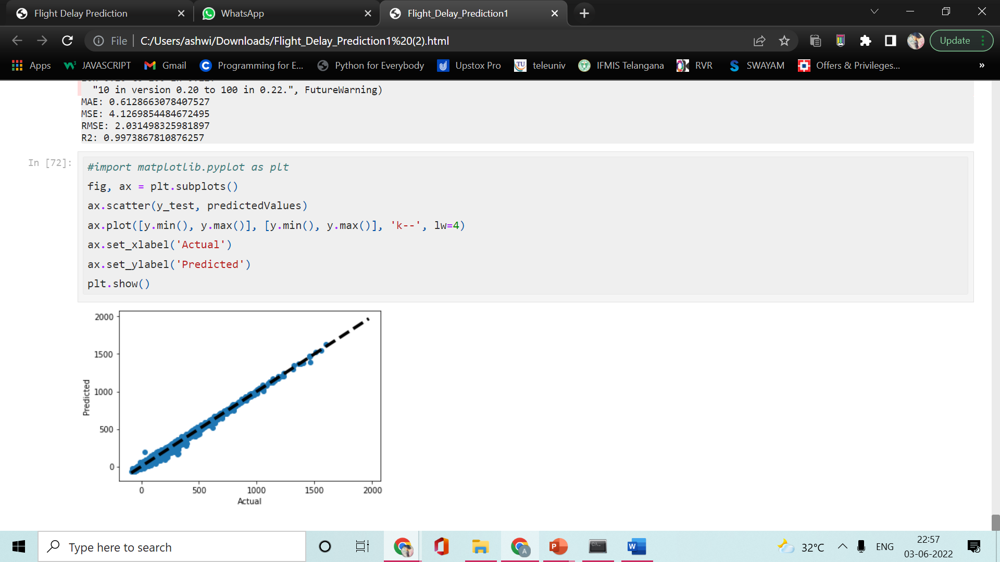 Flight Delay Prediction
WhatsApp
Flight_Delay_Prediction1
File
C:/Users/ashwi/Downloads/Flight_Delay_Prediction1%20(2).html
Update
Apps
JAVASCRIPT
Gmail
Programming for E...
Python for Everybody
Upstox Pro
teleuniv
IFMIS Telangana
RVR
SWAYAM
Offers & Privileges...
»
"10 in version 0.20 to 100 in 0.22.", FutureWarning)
MAE: 0.6128663078407527
MSE: 4.1269854484672495
RMSE: 2.031498325981897
R2: 0.9973867810876257
In [72]:
#import matplotlib.pyplot as plt
fig, ax = plt.subplots()
ax.scatter(y_test, predictedValues)
ax.plot([y.min(), y.max()], [y.min(), y.max()], 'k--', lw=4)
ax.set_xlabel('Actual')
ax.set_ylabel('Predicted')
plt.show()
2000
1500
1000
500
0
Predicted
0 500 1000 1500 2000
Actual
Type here to search
32°C
ENG
22:57
03-06-2022